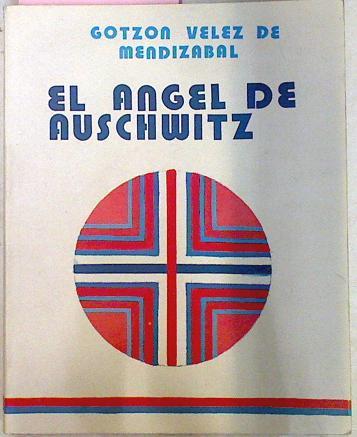 GOTZON VELEZ DE
MENDIZABAL
EL ANGEL DE
AUSCHWITZ